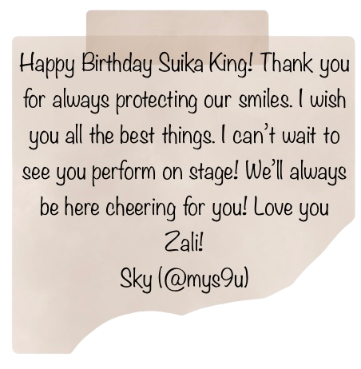 Happy Birthday Suika King! Thank you
for always protecting our smiles. I wish
you all the best things. I can't wait to
see you perform on stage! We'll always
be here cheering for you! Love you
Zali!
Sky (@mys9u)